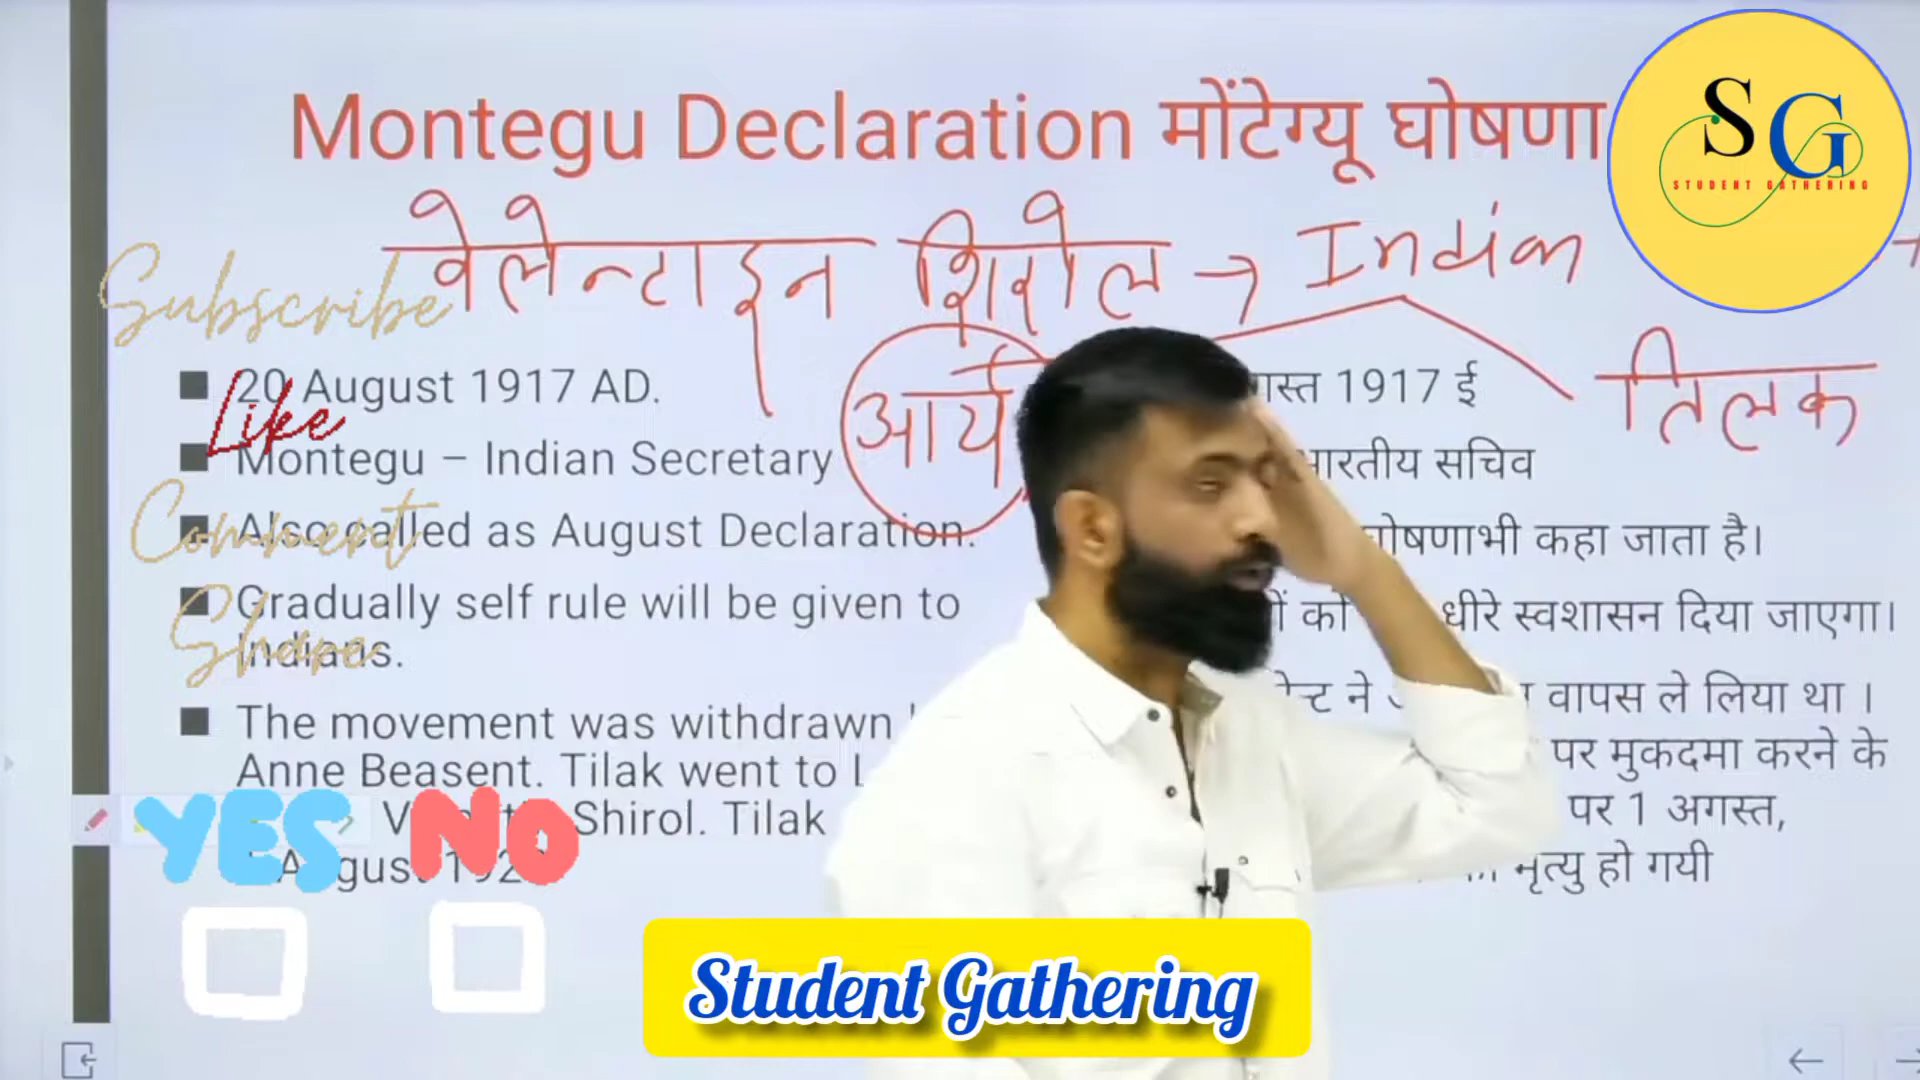 Montegu Declaration मोंटेग्यू घोषणा
SG
STUDENT GATHERING
वेलेन्टाइन शिरोल → Indian
आर्य
तिलक
Subscribe
Like
Comment
Share
20 August 1917 AD.
Montegu – Indian Secretary
Also called as August Declaration.
Gradually self rule will be given to
Indians.
The movement was withdrawn
Anne Beasent. Tilak went to
Shirol. Tilak
1917 ई
भारतीय सचिव
घोषणाभी कहा जाता है।
को धीरे स्वशासन दिया जाएगा।
ने वापस ले लिया था ।
पर मुकदमा करने के
पर 1 अगस्त,
मृत्यु हो गयी
YES NO
Student Gathering